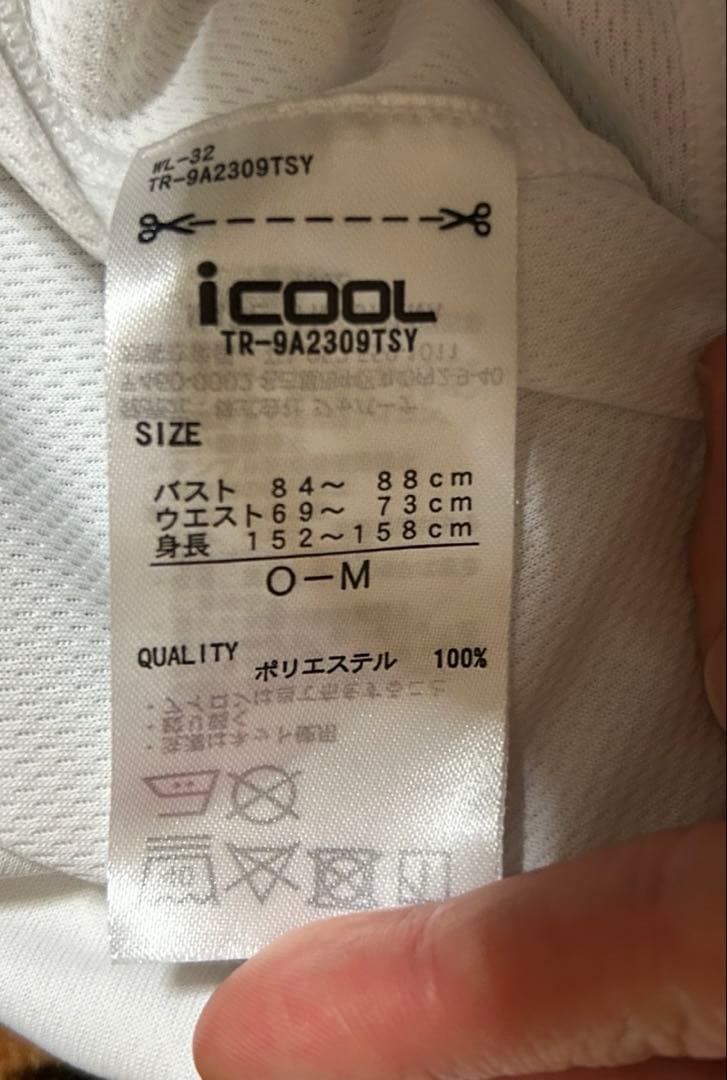 WL-32
TR-9A2309TSY
iCOOL
TR-9A2309TSY
SIZE
バスト 84～ 88cm
ウエスト69～ 73cm
身長 152～158cm
O－M
QUALITY ポリエステル 100%